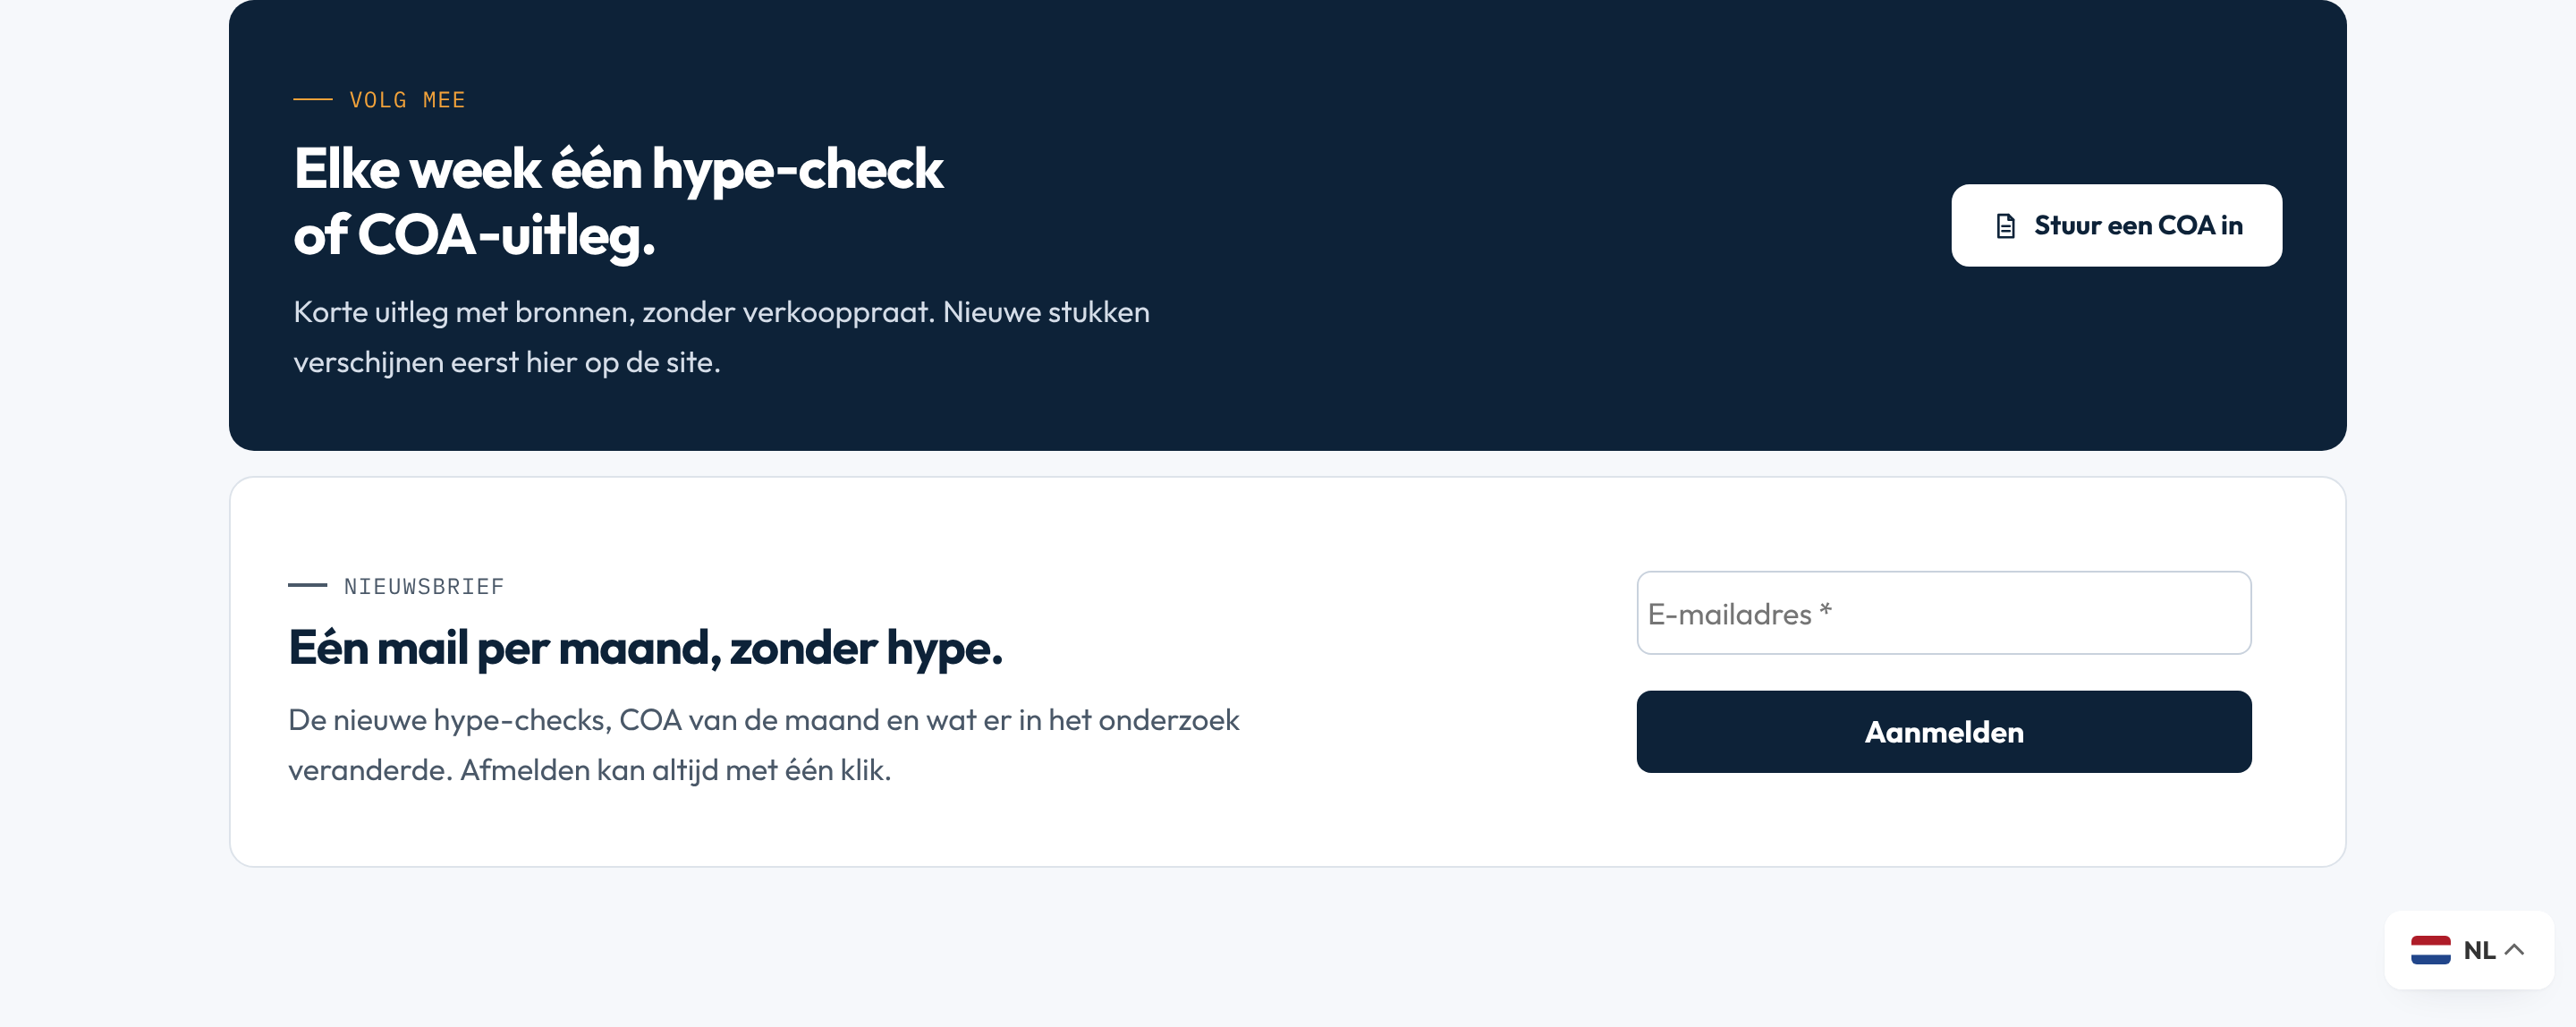 VOLG MEE
Elke week één hype-check
of COA-uitleg.
Korte uitleg met bronnen, zonder verkooppraat. Nieuwe stukken
verschijnen eerst hier op de site.
Stuur een COA in
NIEUWSBRIEF
Eén mail per maand, zonder hype.
De nieuwe hype-checks, COA van de maand en wat er in het onderzoek
veranderde. Afmelden kan altijd met één klik.
E-mailadres *
Aanmelden
NL